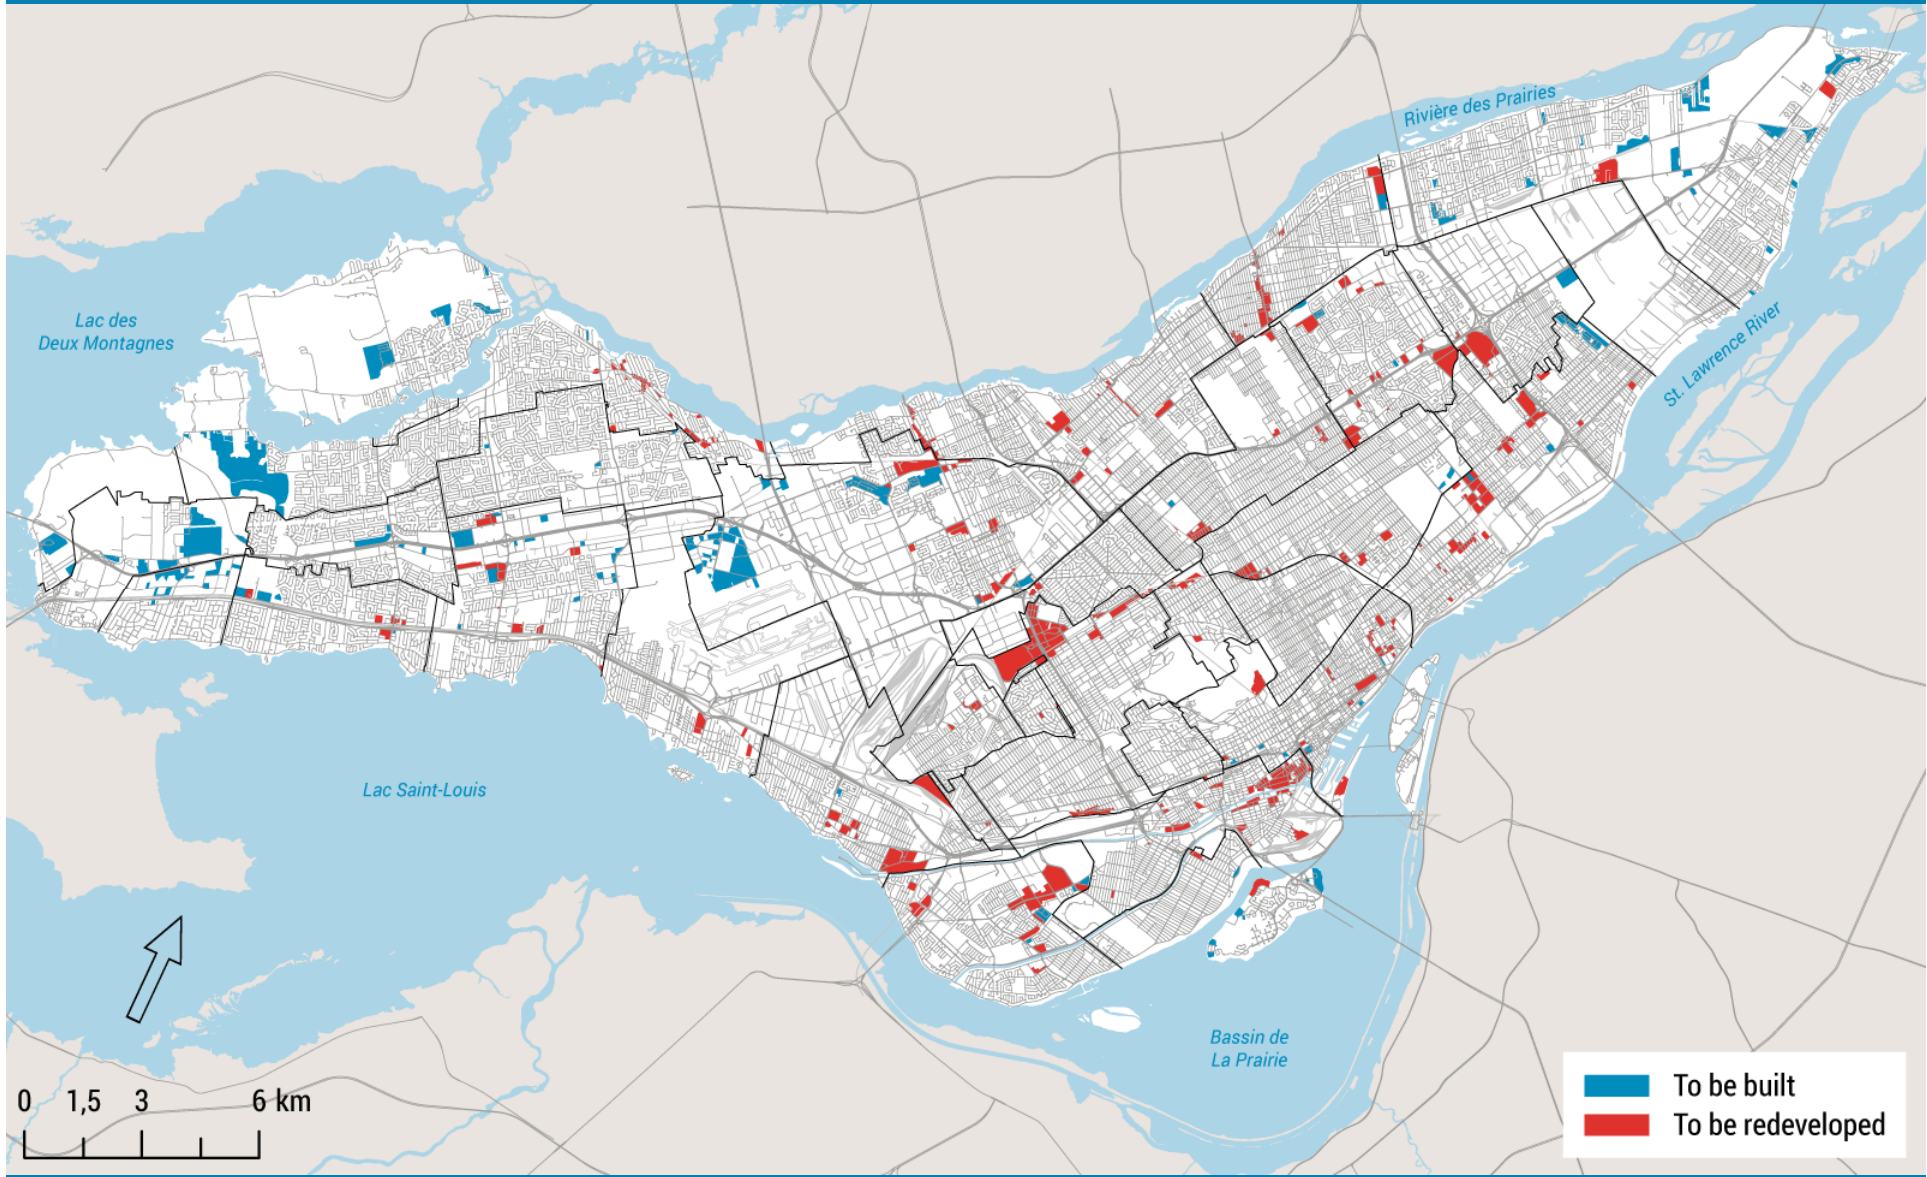 Rivière des Prairies
Lac des
Deux Montagnes
St. Lawrence River
Lac Saint-Louis
Bassin de
La Prairie
0 1,5 3 6 km
To be built
To be redeveloped